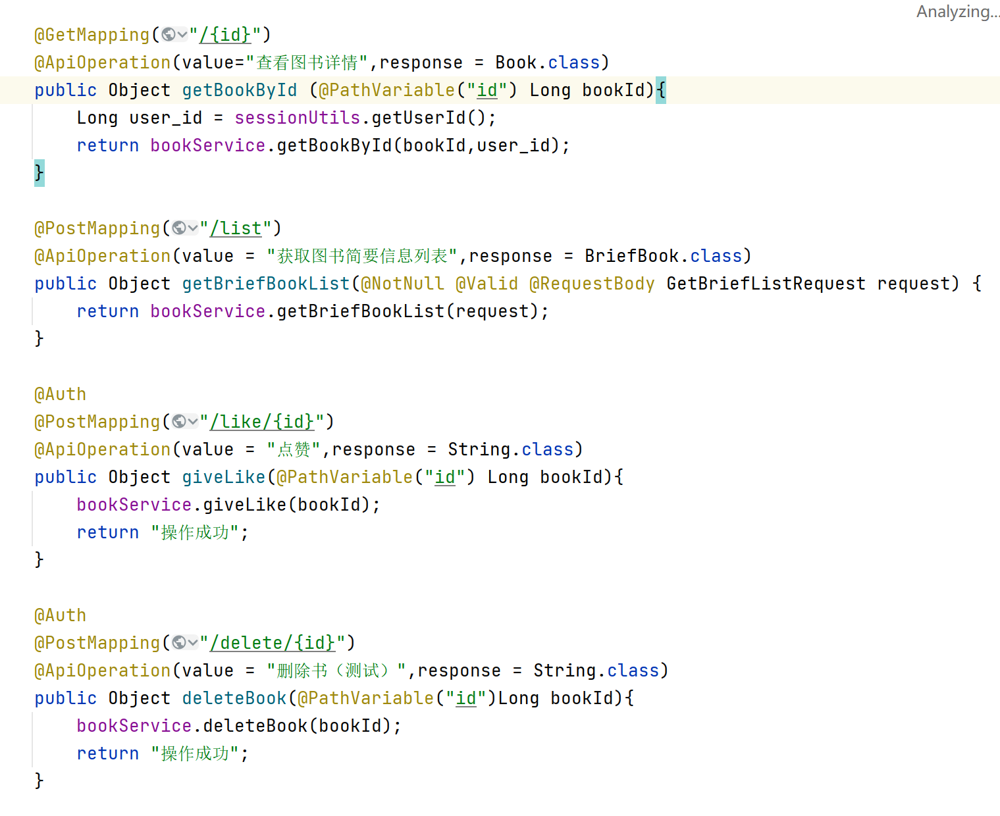 Analyzing...
@GetMapping("/{id}")
@ApiOperation(value="查看图书详情",response = Book.class)
public Object getBookById (@PathVariable("id") Long bookId){
    Long user_id = sessionUtils.getUserId();
    return bookService.getBookById(bookId,user_id);
}
@PostMapping("/list")
@ApiOperation(value = "获取图书简要信息列表",response = BriefBook.class)
public Object getBriefBookList(@NotNull @Valid @RequestBody GetBriefListRequest request) {
    return bookService.getBriefBookList(request);
}
@Auth
@PostMapping("/like/{id}")
@ApiOperation(value = "点赞",response = String.class)
public Object giveLike(@PathVariable("id") Long bookId){
    bookService.giveLike(bookId);
    return "操作成功";
}
@Auth
@PostMapping("/delete/{id}")
@ApiOperation(value = "删除书（测试）",response = String.class)
public Object deleteBook(@PathVariable("id")Long bookId){
    bookService.deleteBook(bookId);
    return "操作成功";
}